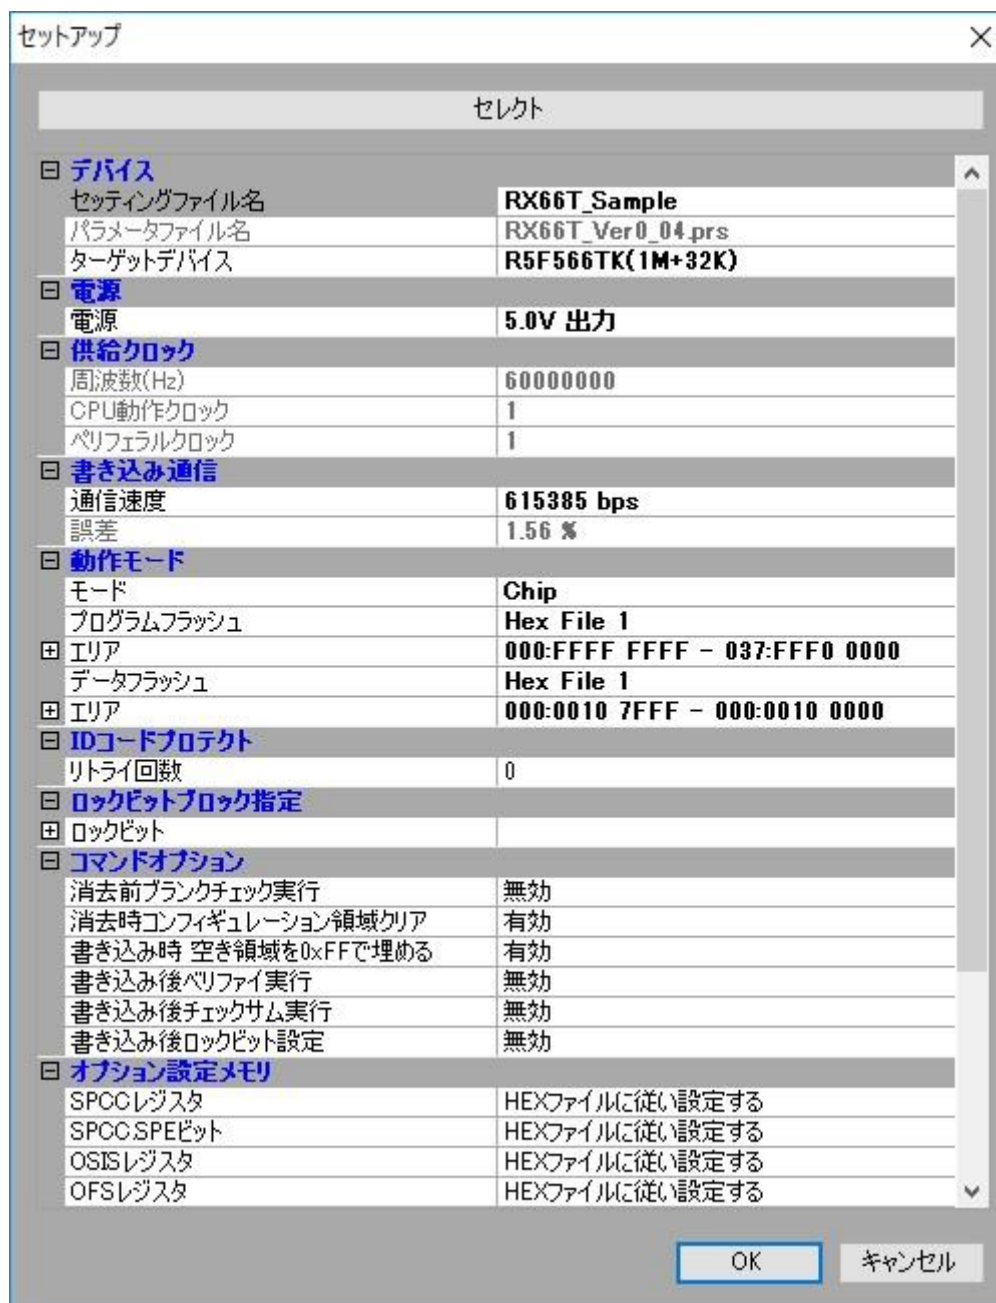 セットアップ
セレクト
デバイス
セッティングファイル名 RX66T_Sample
パラメータファイル名 RX66T_Ver0_04.prs
ターゲットデバイス R5F566TK(1M+32K)
電源
電源 5.0V 出力
供給クロック
周波数(Hz) 60000000
CPU動作クロック 1
ペリフェラルクロック 1
書き込み通信
通信速度 615385 bps
誤差 1.56 %
動作モード
モード Chip
プログラムフラッシュ Hex File 1
エリア 000:FFFF FFFF - 037:FFF0 0000
データフラッシュ Hex File 1
エリア 000:0010 7FFF - 000:0010 0000
IDコードプロテクト
リトライ回数 0
ロックビットブロック指定
ロックビット
コマンドオプション
消去前ブランクチェック実行 無効
消去時コンフィギュレーション領域クリア 有効
書き込み時 空き領域を0xFFで埋める 有効
書き込み後ベリファイ実行 無効
書き込み後チェックサム実行 無効
書き込み後ロックビット設定 無効
オプション設定メモリ
SPCCレジスタ HEXファイルに従い設定する
SPCC.SPEビット HEXファイルに従い設定する
OSISレジスタ HEXファイルに従い設定する
OFSレジスタ HEXファイルに従い設定する
OK キャンセル